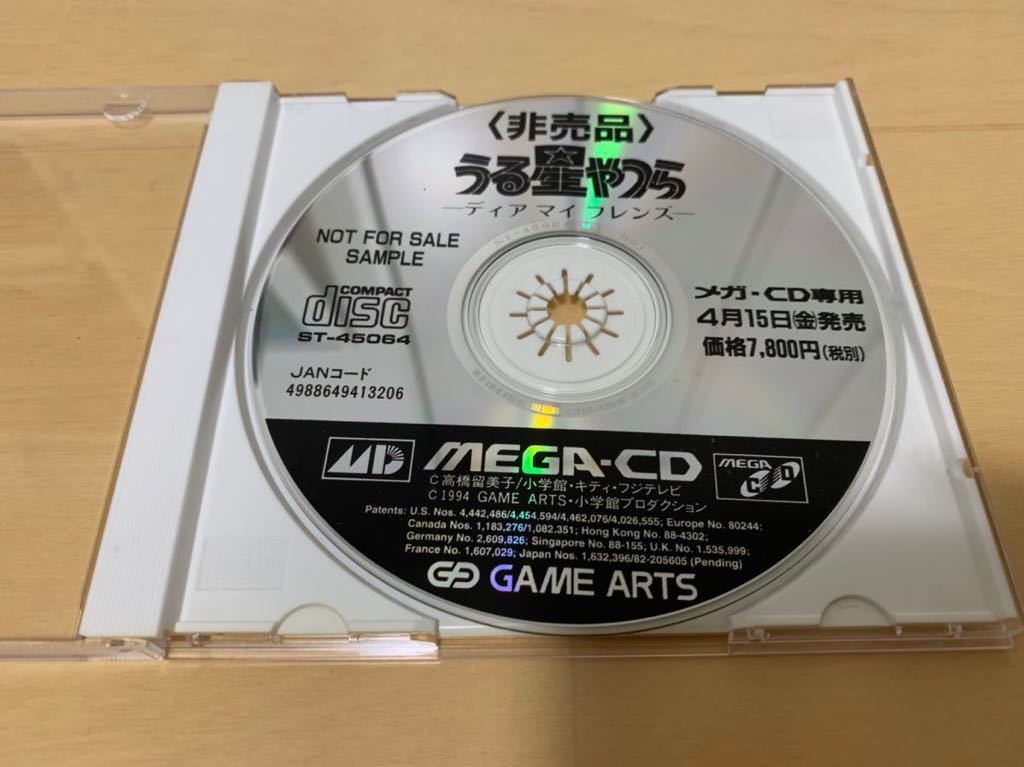 〈非売品〉
うる星やつら
―ディア マイ フレンズ―
NOT FOR SALE
SAMPLE
COMPACT
disc
ST-45064
JANコード
4988649413206
メガ-CD専用
4月15日㈮発売
価格7,800円(税別)
MD
MEGA-CD
MEGA
CD
C高橋留美子/小学館・キティ・フジテレビ
C1994 GAME ARTS・小学館プロダクション
Patents: U.S. Nos. 4,442,486/4,454,594/4,462,076/4,026,555; Europe No. 80244;
Canada Nos. 1,183,276/1,082,351; Hong Kong No. 88-4302;
Germany No. 2,609,826; Singapore No. 88-155; U.K. No. 1,535,999;
France No. 1,607,029; Japan Nos. 1,632,396/82-205605 (Pending)
GAME ARTS